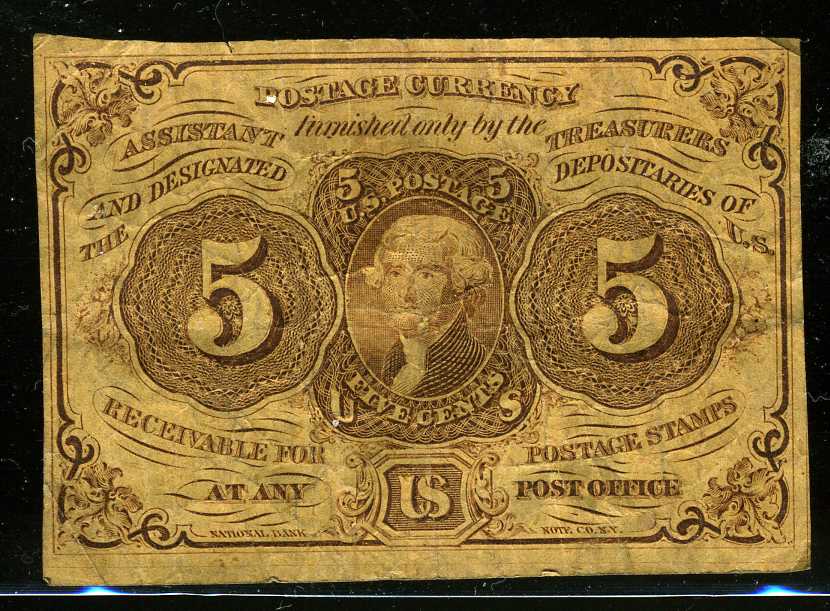 POSTAGE CURRENCY
Furnished only by the
ASSISTANT TREASURERS
AND DESIGNATED DEPOSITARIES OF
THE U.S.
5 5
U.S. POSTAGE
5 5
FIVE CENTS
U S
RECEIVABLE FOR POSTAGE STAMPS
AT ANY US POST OFFICE
NATIONAL BANK NOTE CO. N.Y.